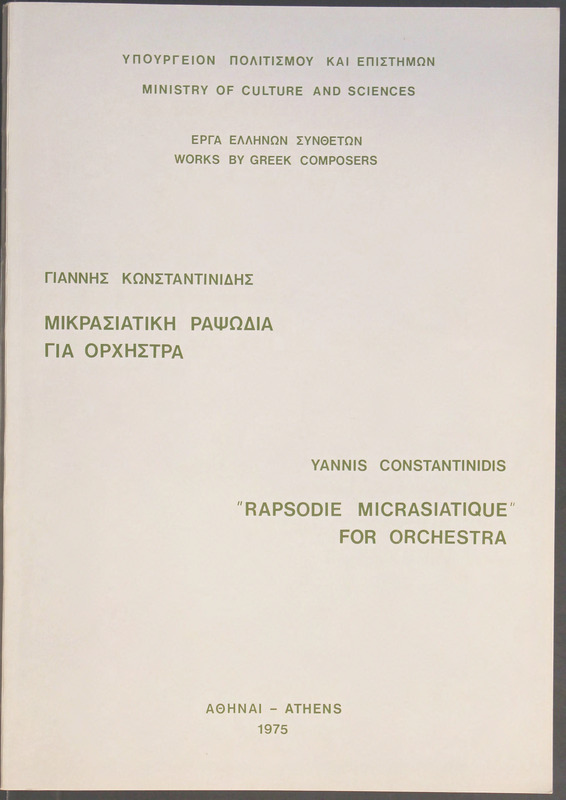 ΥΠΟΥΡΓΕΙΟΝ ΠΟΛΙΤΙΣΜΟΥ ΚΑΙ ΕΠΙΣΤΗΜΩΝ
MINISTRY OF CULTURE AND SCIENCES
ΕΡΓΑ ΕΛΛΗΝΩΝ ΣΥΝΘΕΤΩΝ
WORKS BY GREEK COMPOSERS
ΓΙΑΝΝΗΣ ΚΩΝΣΤΑΝΤΙΝΙΔΗΣ
ΜΙΚΡΑΣΙΑΤΙΚΗ ΡΑΨΩΔΙΑ
ΓΙΑ ΟΡΧΗΣΤΡΑ
YANNIS CONSTANTINIDIS
"RAPSODIE MICRASIATIQUE"
FOR ORCHESTRA
ΑΘΗΝΑΙ – ATHENS
1975